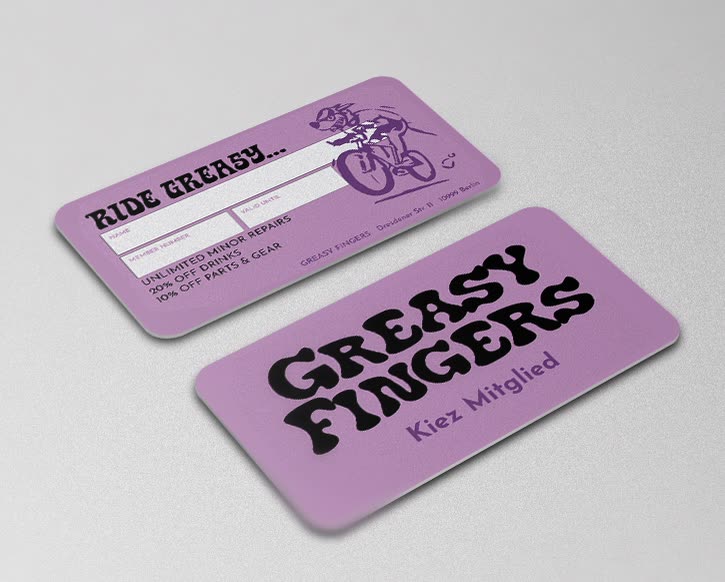 RIDE GREASY...
NAME
MEMBER NUMBER
VALID UNTIL
UNLIMITED MINOR REPAIRS
20% OFF DRINKS
10% OFF PARTS & GEAR
GREASY FINGERS Dresdener Str. 11 10999 Berlin
GREASY
FINGERS
Kiez Mitglied